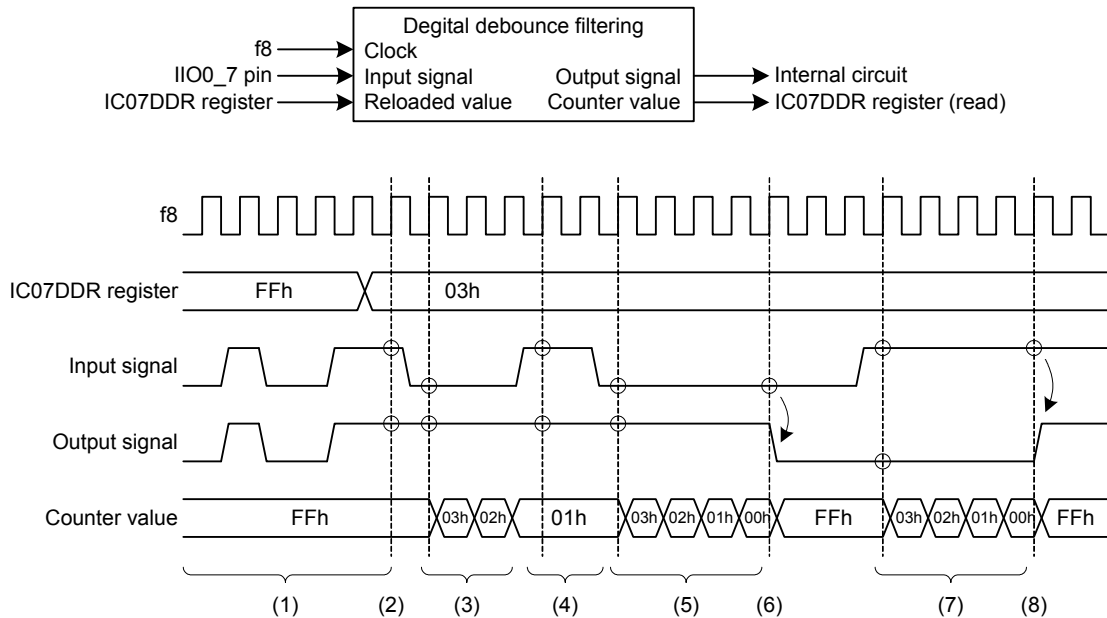 Degital debounce filtering
f8 Clock
IIO0_7 pin Input signal Output signal Internal circuit
IC07DDR register Reloaded value Counter value IC07DDR register (read)
f8
IC07DDR register FFh 03h
Input signal
Output signal
Counter value FFh 03h 02h 01h 03h 02h 01h 00h FFh 03h 02h 01h 00h FFh
(1) (2) (3) (4) (5) (6) (7) (8)